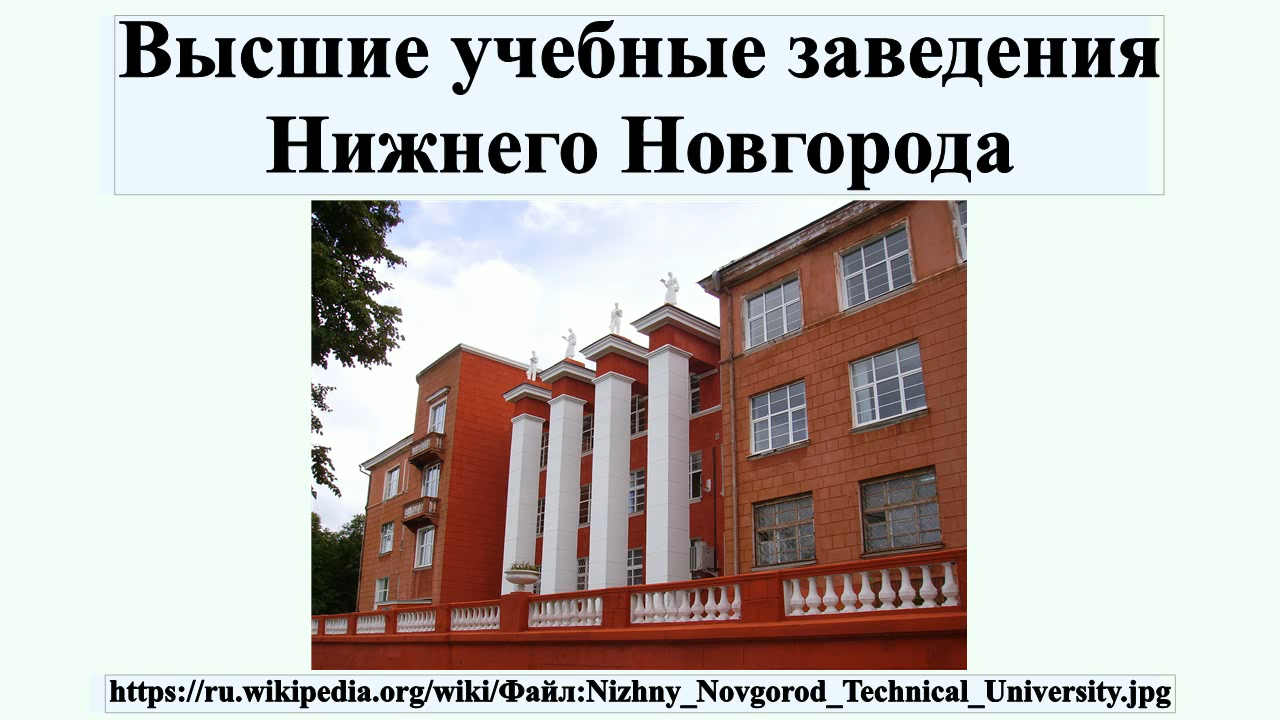 Высшие учебные заведения
Нижнего Новгорода
https://ru.wikipedia.org/wiki/Файл:Nizhny_Novgorod_Technical_University.jpg